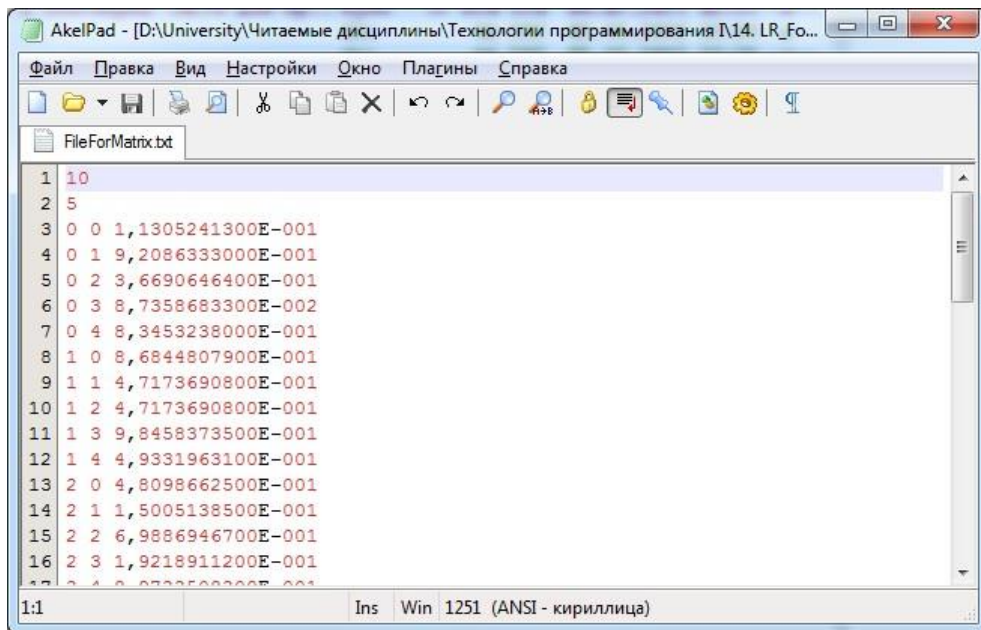 AkelPad - [D:\University\Читаемые дисциплины\Технологии программирования I\14. LR_Fo...
Файл Правка Вид Настройки Окно Плагины Справка
FileForMatrix.txt
1 10
2 5
3 0 0 1,1305241300E-001
4 0 1 9,2086333000E-001
5 0 2 3,6690646400E-001
6 0 3 8,7358683300E-002
7 0 4 8,3453238000E-001
8 1 0 8,6844807900E-001
9 1 1 4,7173690800E-001
10 1 2 4,7173690800E-001
11 1 3 9,8458373500E-001
12 1 4 4,9331963100E-001
13 2 0 4,8098662500E-001
14 2 1 1,5005138500E-001
15 2 2 6,9886946700E-001
16 2 3 1,9218911200E-001
1:1 Ins Win 1251 (ANSI - кириллица)